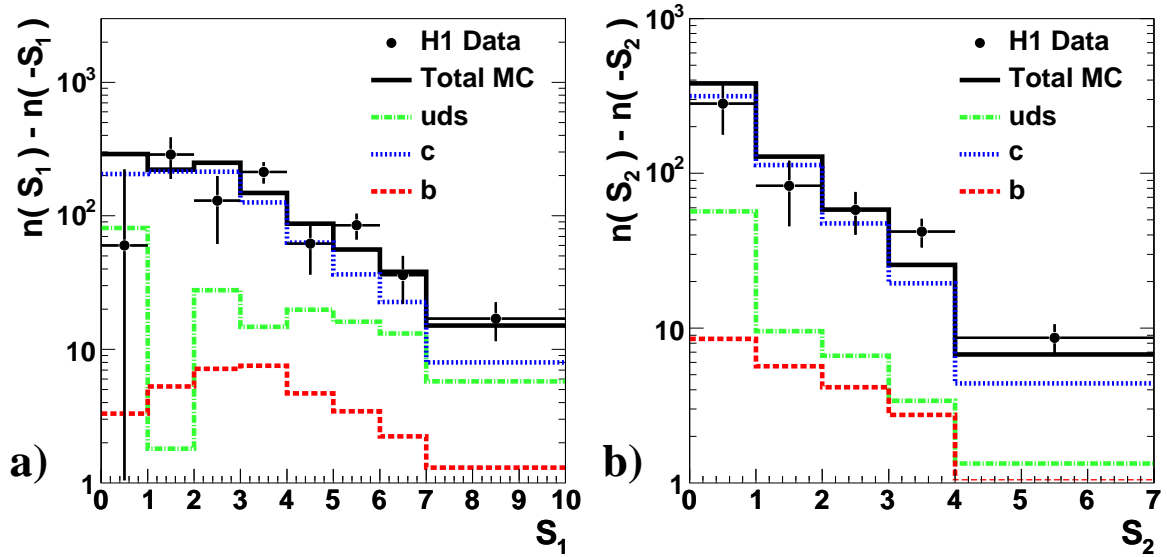 n( S₁ ) - n( -S₁ )
10³
10²
10
1
H1 Data
Total MC
uds
c
b
a)
0 1 2 3 4 5 6 7 8 9 10
S₁
n( S₂ ) - n( -S₂ )
10³
10²
10
1
H1 Data
Total MC
uds
c
b
b)
0 1 2 3 4 5 6 7
S₂